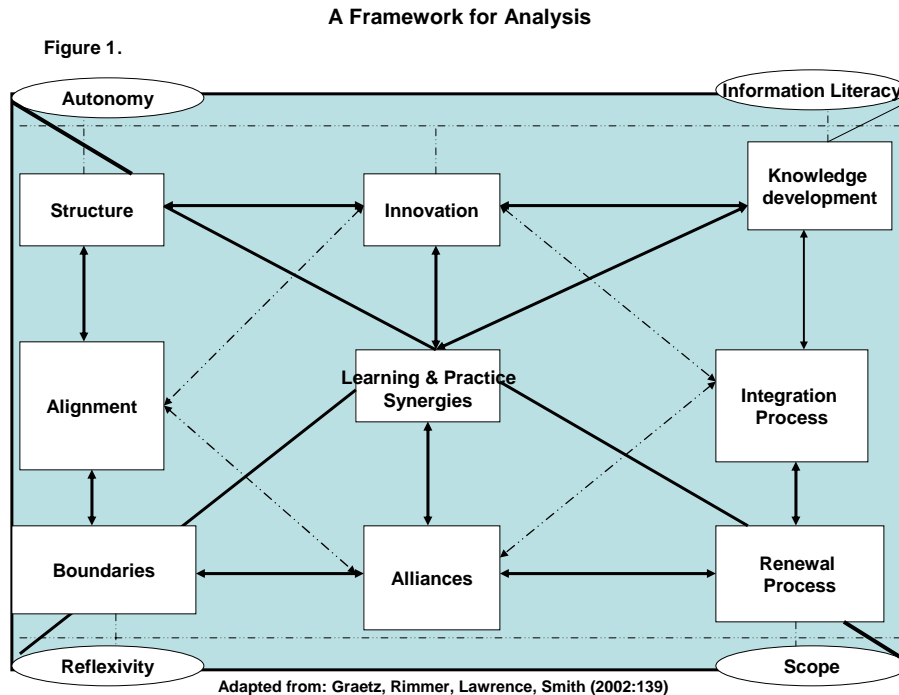 A Framework for Analysis
Figure 1.
Autonomy
Information Literacy
Structure
Innovation
Knowledge
development
Alignment
Learning & Practice
Synergies
Integration
Process
Boundaries
Alliances
Renewal
Process
Reflexivity
Scope
Adapted from: Graetz, Rimmer, Lawrence, Smith (2002:139)